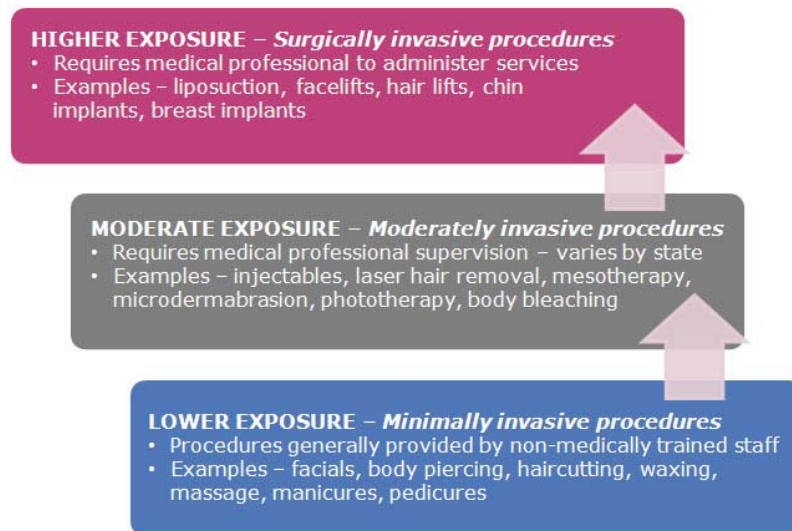 HIGHER EXPOSURE – Surgically invasive procedures
• Requires medical professional to administer services
• Examples – liposuction, facelifts, hair lifts, chin
implants, breast implants
MODERATE EXPOSURE – Moderately invasive procedures
• Requires medical professional supervision – varies by state
• Examples – injectables, laser hair removal, mesotherapy,
microdermabrasion, phototherapy, body bleaching
LOWER EXPOSURE – Minimally invasive procedures
• Procedures generally provided by non-medically trained staff
• Examples – facials, body piercing, haircutting, waxing,
massage, manicures, pedicures